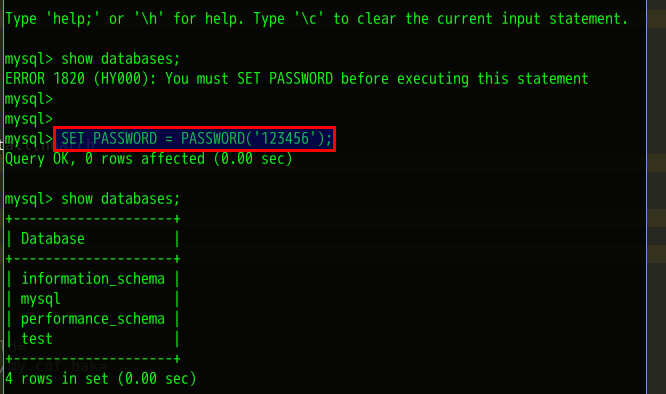 Type 'help;' or '\h' for help. Type '\c' to clear the current input statement.
mysql> show databases;
ERROR 1820 (HY000): You must SET PASSWORD before executing this statement
mysql>
mysql>
mysql> SET PASSWORD = PASSWORD('123456');
Query OK, 0 rows affected (0.00 sec)
mysql> show databases;
+--------------------+
| Database           |
+--------------------+
| information_schema |
| mysql              |
| performance_schema |
| test               |
+--------------------+
4 rows in set (0.00 sec)